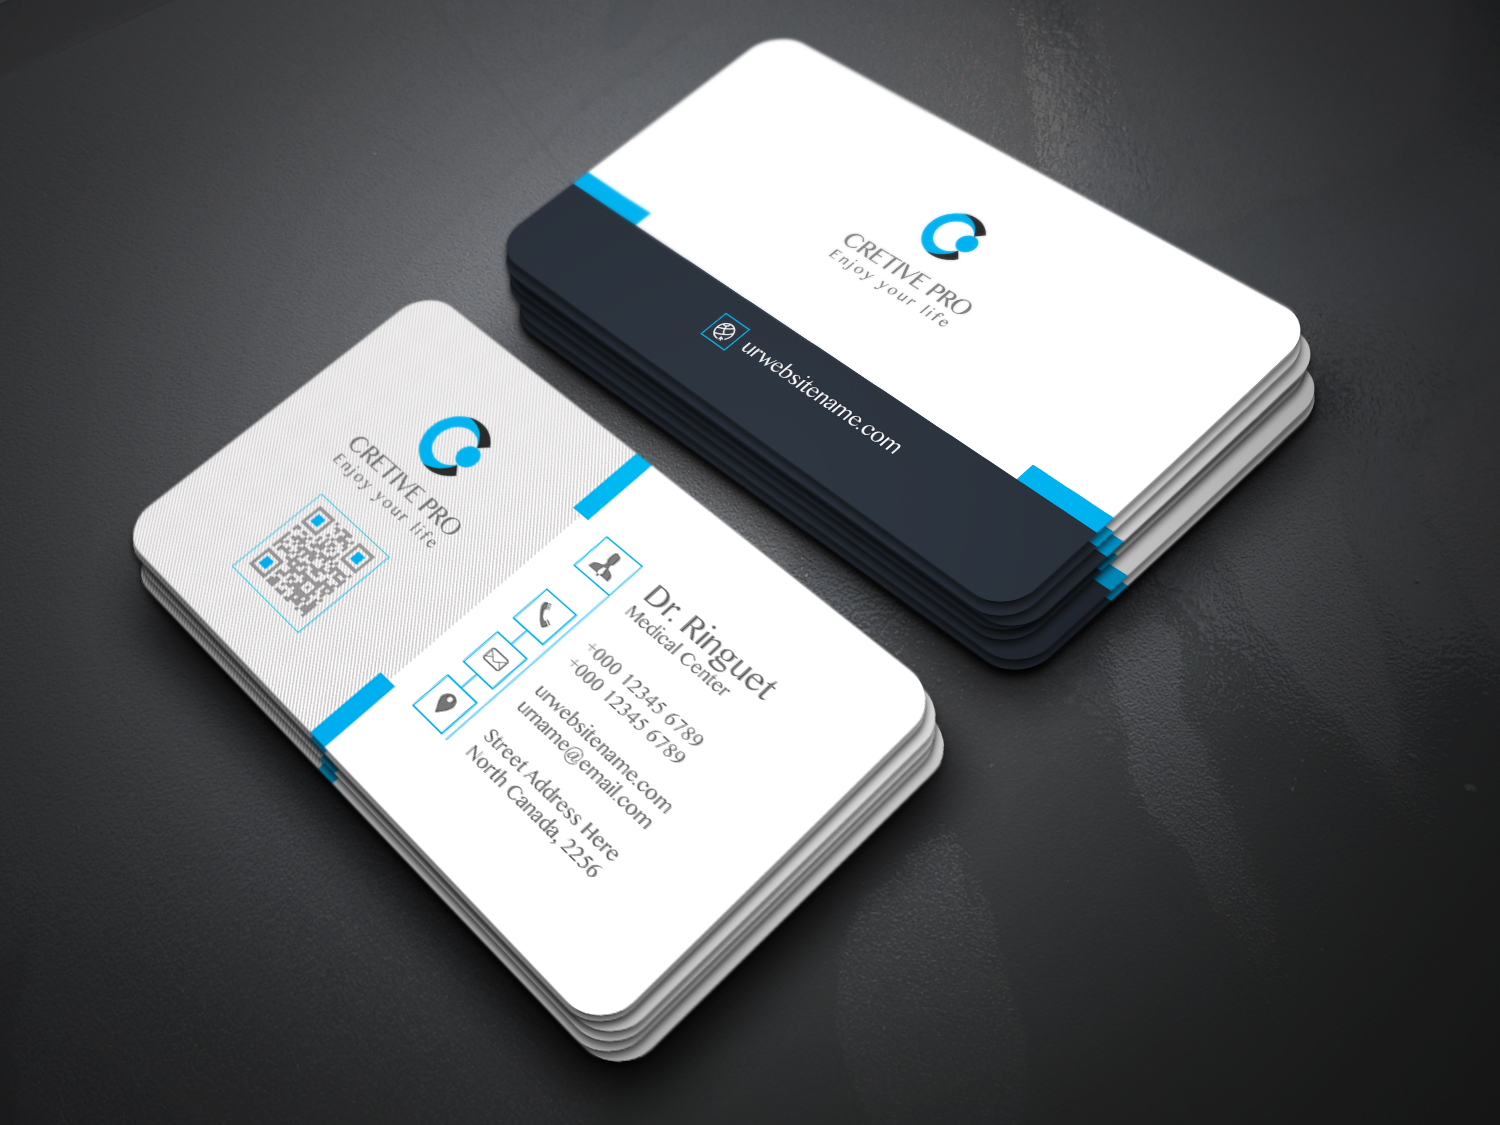 CRETIVE PRO
Enjoy your life
urwebsitename.com
CRETIVE PRO
Enjoy your life
Dr. Ringuet
Medical Center
+000 12345 6789
+000 12345 6789
urwebsitename.com
urname@email.com
Street Address Here
North Canada, 2256